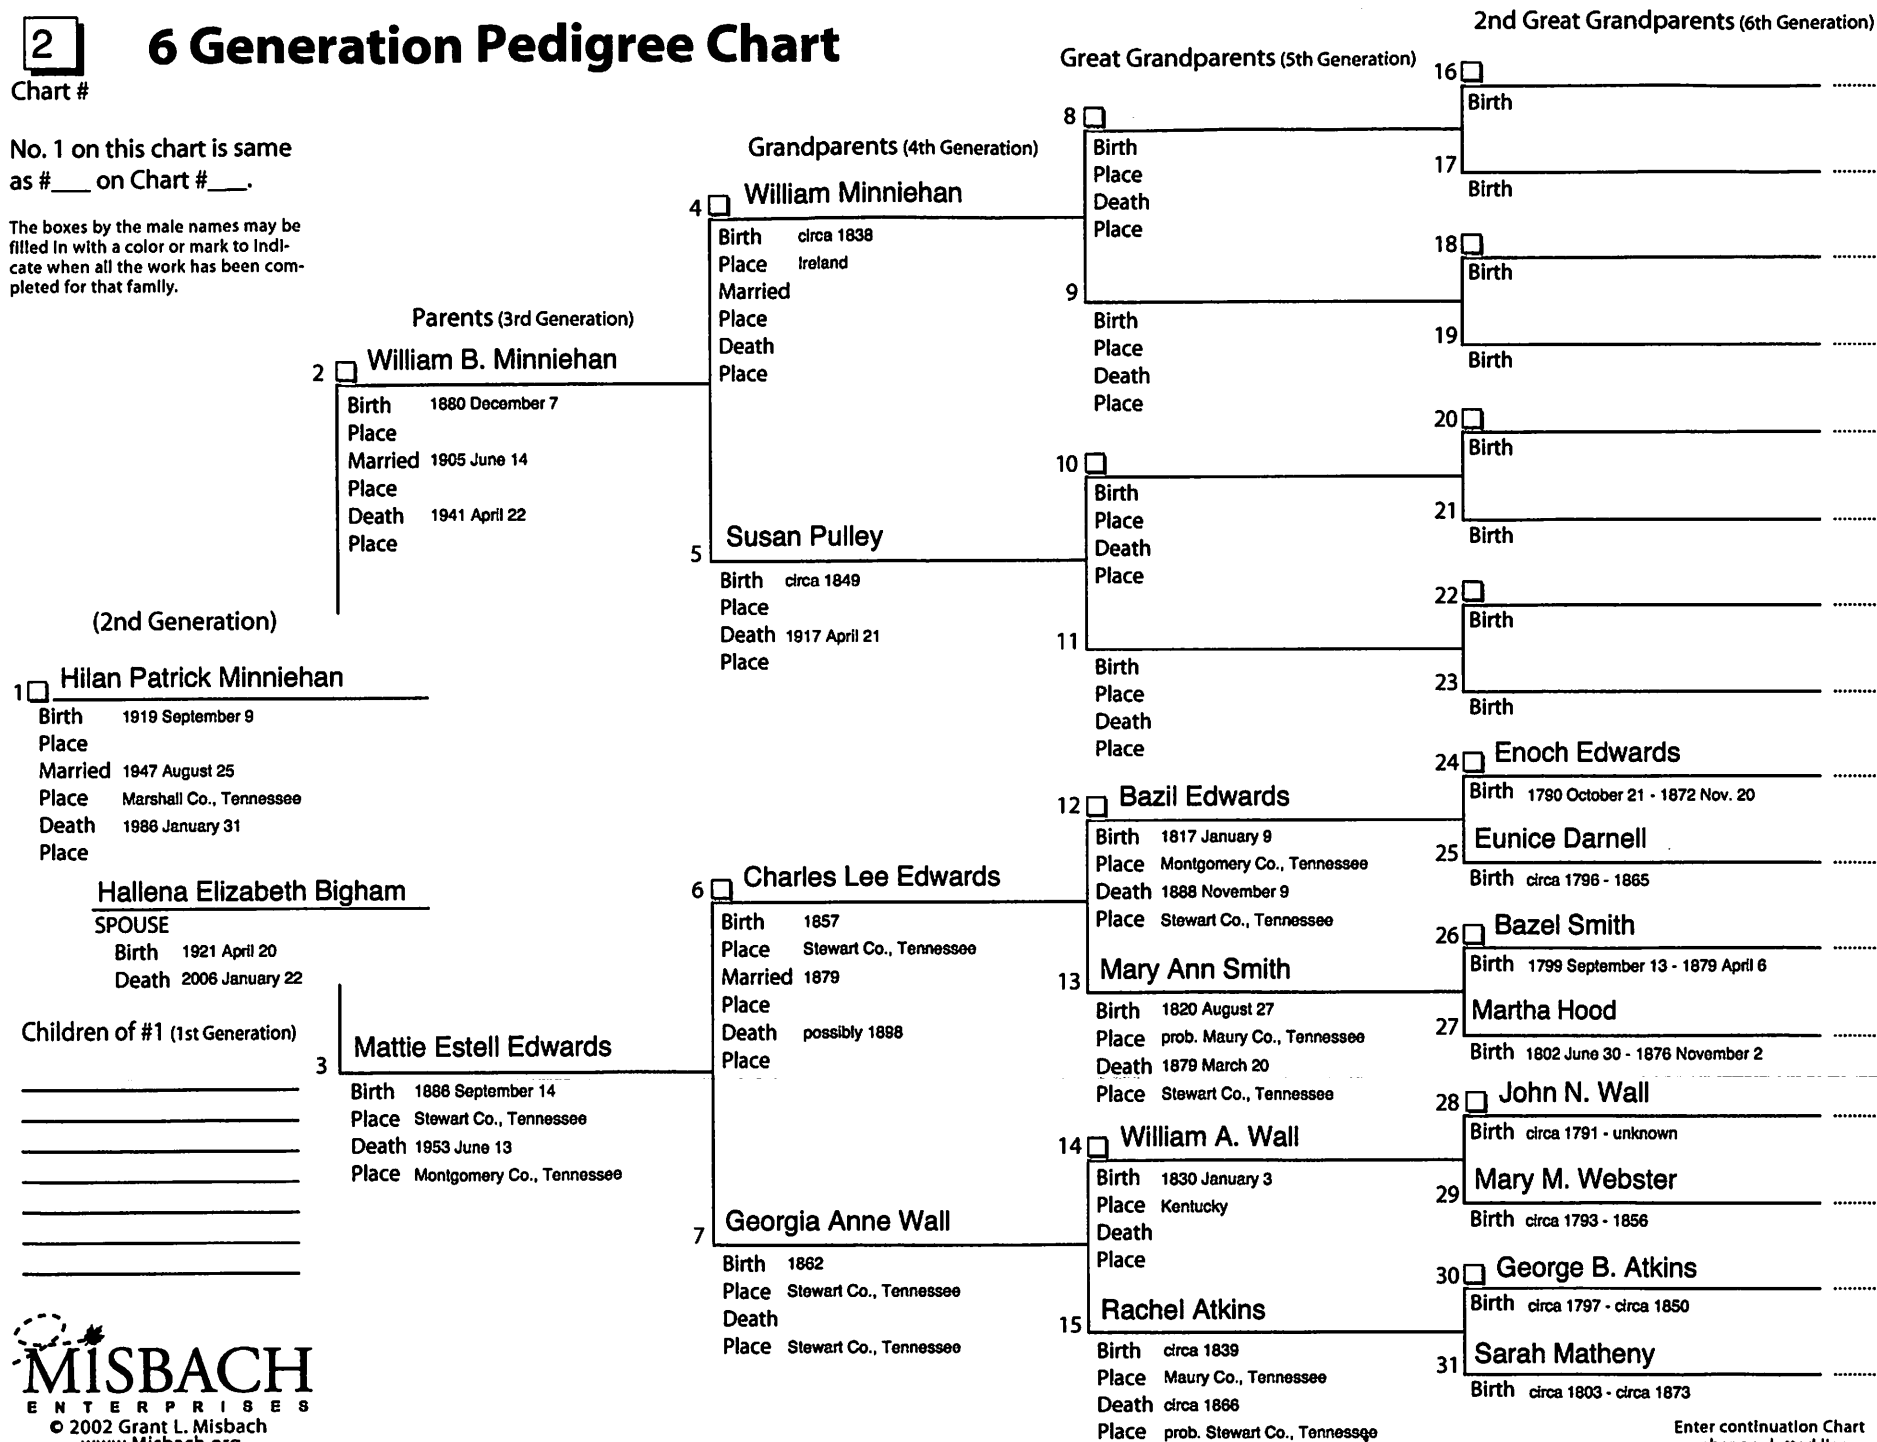 2
Chart #
6 Generation Pedigree Chart
No. 1 on this chart is same
as #___ on Chart #___.
The boxes by the male names may be
filled in with a color or mark to indi-
cate when all the work has been com-
pleted for that family.
(2nd Generation)
1 Hilan Patrick Minniehan
Birth 1919 September 9
Place
Married 1947 August 25
Place Marshall Co., Tennessee
Death 1986 January 31
Place
Hallena Elizabeth Bigham
SPOUSE
Birth 1921 April 20
Death 2006 January 22
Children of #1 (1st Generation)
Parents (3rd Generation)
2 William B. Minniehan
Birth 1880 December 7
Place
Married 1905 June 14
Place
Death 1941 April 22
Place
3 Mattie Estell Edwards
Birth 1886 September 14
Place Stewart Co., Tennessee
Death 1953 June 13
Place Montgomery Co., Tennessee
Grandparents (4th Generation)
4 William Minniehan
Birth circa 1838
Place Ireland
Married
Place
Death
Place
5 Susan Pulley
Birth circa 1849
Place
Death 1917 April 21
Place
6 Charles Lee Edwards
Birth 1857
Place Stewart Co., Tennessee
Married 1879
Place
Death possibly 1898
Place
7 Georgia Anne Wall
Birth 1862
Place Stewart Co., Tennessee
Death
Place Stewart Co., Tennessee
Great Grandparents (5th Generation)
8
Birth
Place
Death
Place
9
Birth
Place
Death
Place
10
Birth
Place
Death
Place
11
Birth
Place
Death
Place
12 Bazil Edwards
Birth 1817 January 9
Place Montgomery Co., Tennessee
Death 1888 November 9
Place Stewart Co., Tennessee
13 Mary Ann Smith
Birth 1820 August 27
Place prob. Maury Co., Tennessee
Death 1879 March 20
Place Stewart Co., Tennessee
14 William A. Wall
Birth 1830 January 3
Place Kentucky
Death
Place
15 Rachel Atkins
Birth circa 1839
Place Maury Co., Tennessee
Death circa 1866
Place prob. Stewart Co., Tennessee
2nd Great Grandparents (6th Generation)
16
Birth
17
Birth
18
Birth
19
Birth
20
Birth
21
Birth
22
Birth
23
Birth
24 Enoch Edwards
Birth 1790 October 21 - 1872 Nov. 20
25 Eunice Darnell
Birth circa 1796 - 1865
26 Bazel Smith
Birth 1799 September 13 - 1879 April 6
27 Martha Hood
Birth 1802 June 30 - 1876 November 2
28 John N. Wall
Birth circa 1791 - unknown
29 Mary M. Webster
Birth circa 1793 - 1856
30 George B. Atkins
Birth circa 1797 - circa 1850
31 Sarah Matheny
Birth circa 1803 - circa 1873
MISBACH
ENTERPRISES
© 2002 Grant L. Misbach
Enter continuation Chart